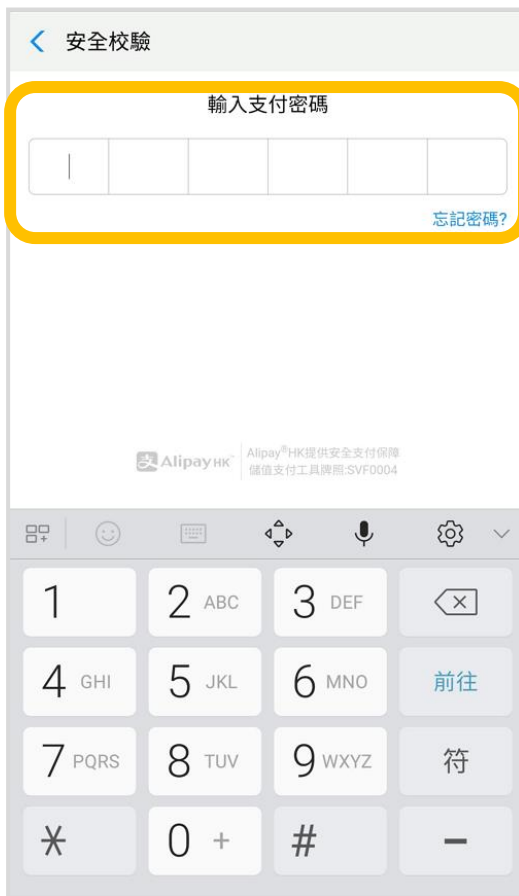 安全校驗
輸入支付密碼
忘記密碼?
AlipayHK Alipay®HK提供安全支付保障
儲值支付工具牌照:SVF0004
1 2 ABC 3 DEF
4 GHI 5 JKL 6 MNO 前往
7 PQRS 8 TUV 9 WXYZ 符
* 0 + # -